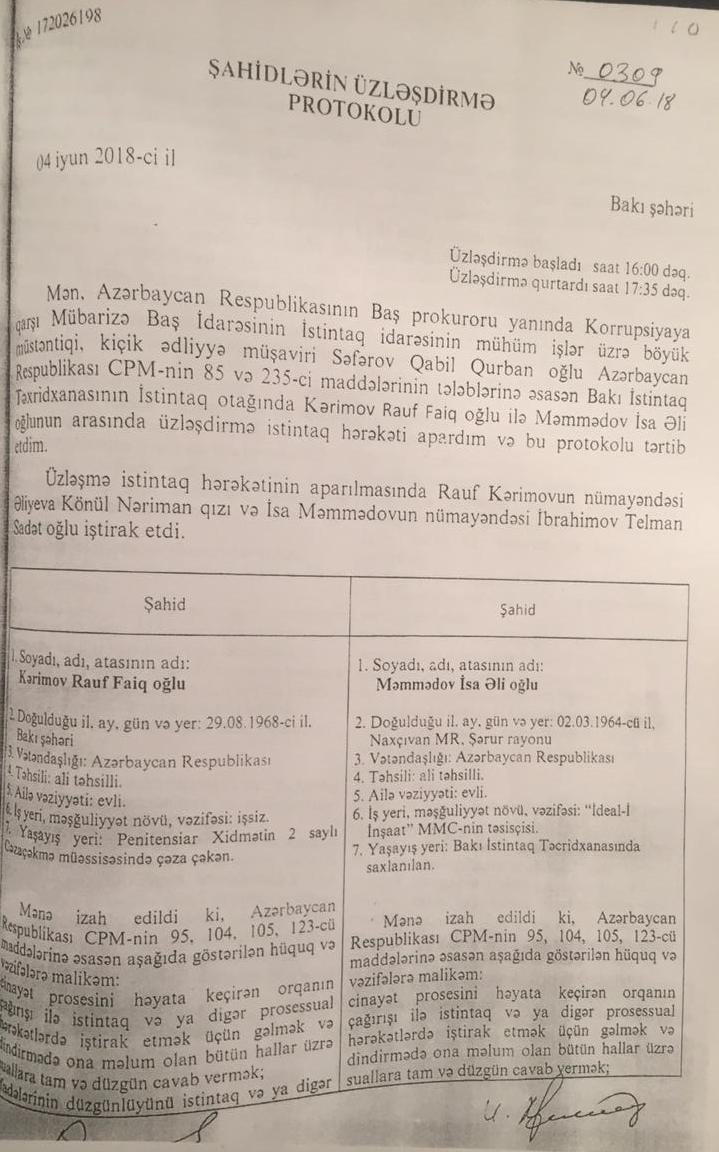 № 172026198
110
ŞAHİDLƏRİN ÜZLƏŞDİRMƏ
PROTOKOLU
№ 0309
04.06.18
04 iyun 2018-ci il
Bakı şəhəri
Üzləşdirmə başladı saat 16:00 dəq.
Üzləşdirmə qurtardı saat 17:35 dəq.
Mən, Azərbaycan Respublikasının Baş prokuroru yanında Korrupsiyaya
qarşı Mübarizə Baş İdarəsinin İstintaq idarəsinin mühüm işlər üzrə böyük
müstəntiqi, kiçik ədliyyə müşaviri Səfərov Qabil Qurban oğlu Azərbaycan
Respublikası CPM-nin 85 və 235-ci maddələrinin tələblərinə əsasən Bakı İstintaq
Təxridxanasının İstintaq otağında Kərimov Rauf Faiq oğlu ilə Məmmədov İsa Əli
oğlunun arasında üzləşdirmə istintaq hərəkəti apardım və bu protokolu tərtib
etdim.
Üzləşmə istintaq hərəkətinin aparılmasında Rauf Kərimovun nümayəndəsi
Əliyeva Könül Nəriman qızı və İsa Məmmədovun nümayəndəsi İbrahimov Telman
Sadət oğlu iştirak etdi.
Şahid
1. Soyadı, adı, atasının adı:
Kərimov Rauf Faiq oğlu
2. Doğulduğu il, ay, gün və yer: 29.08.1968-ci il.
Bakı şəhəri
3. Vətəndaşlığı: Azərbaycan Respublikası
4. Təhsili: ali təhsilli.
5. Ailə vəziyyəti: evli.
6. İş yeri, məşğuliyyət növü, vəzifəsi: işsiz.
7. Yaşayış yeri: Penitensiar Xidmətin 2 saylı
Cəzaçəkmə müəssisəsində çəza çəkən.
Mənə izah edildi ki, Azərbaycan
Respublikası CPM-nin 95, 104, 105, 123-cü
maddələrinə əsasən aşağıda göstərilən hüquq və
vəzifələrə malikəm:
cinayət prosesini həyata keçirən orqanın
çağırışı ilə istintaq və ya digər prosessual
hərəkətlərdə iştirak etmək üçün gəlmək və
dindirmədə ona məlum olan bütün hallar üzrə
suallara tam və düzgün cavab vermək;
ifadələrinin düzgünlüyünü istintaq və ya digər
Şahid
1. Soyadı, adı, atasının adı:
Məmmədov İsa Əli oğlu
2. Doğulduğu il, ay, gün və yer: 02.03.1964-cü il,
Naxçıvan MR, Şərur rayonu
3. Vətəndaşlığı: Azərbaycan Respublikası
4. Təhsili: ali təhsilli.
5. Ailə vəziyyəti: evli.
6. İş yeri, məşğuliyyət növü, vəzifəsi: “İdeal-İ
İnşaat” MMC-nin təsisçisi.
7. Yaşayış yeri: Bakı İstintaq Təcridxanasında
saxlanılan.
Mənə izah edildi ki, Azərbaycan
Respublikası CPM-nin 95, 104, 105, 123-cü
maddələrinə əsasən aşağıda göstərilən hüquq və
vəzifələrə malikəm:
cinayət prosesini həyata keçirən orqanın
çağırışı ilə istintaq və ya digər prosessual
hərəkətlərdə iştirak etmək üçün gəlmək və
dindirmədə ona məlum olan bütün hallar üzrə
suallara tam və düzgün cavab vermək;